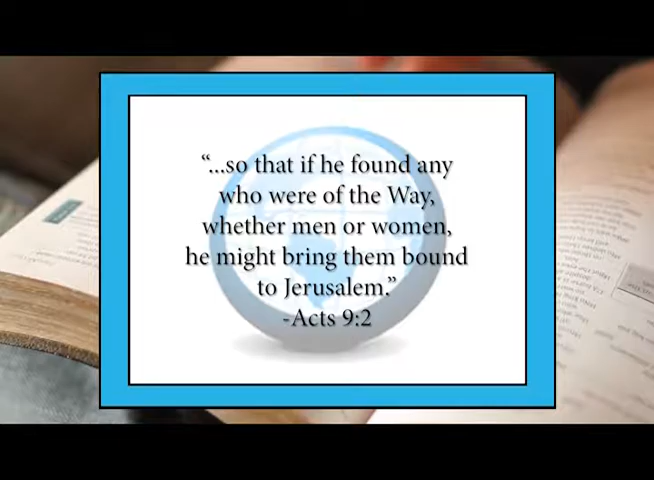 “...so that if he found any
who were of the Way,
whether men or women,
he might bring them bound
to Jerusalem.”
-Acts 9:2